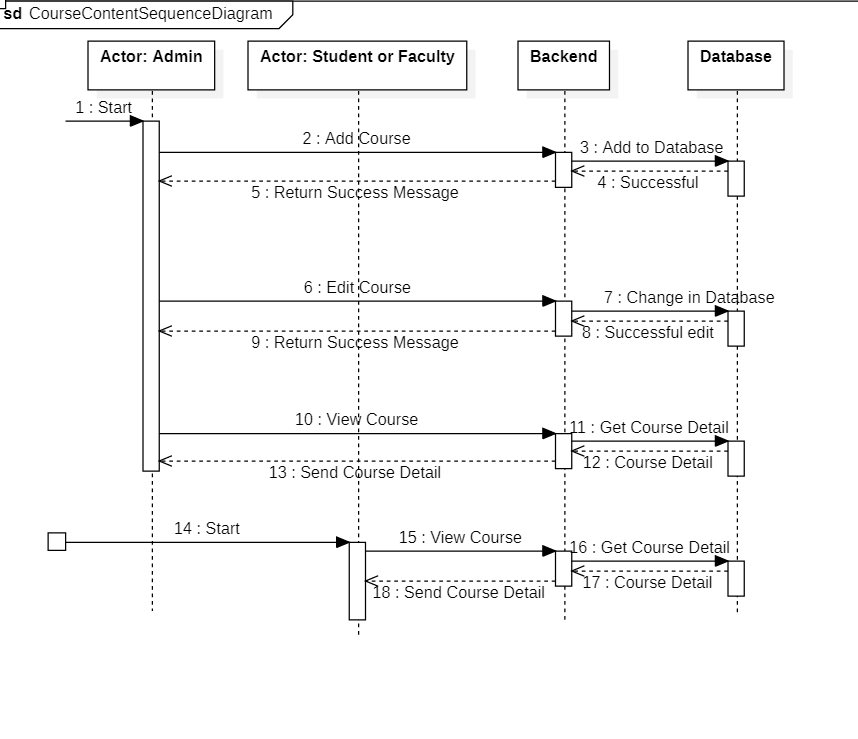 sd CourseContentSequenceDiagram
Actor: Admin
Actor: Student or Faculty
Backend
Database
1 : Start
2 : Add Course
3 : Add to Database
4 : Successful
5 : Return Success Message
6 : Edit Course
7 : Change in Database
8 : Successful edit
9 : Return Success Message
10 : View Course
11 : Get Course Detail
12 : Course Detail
13 : Send Course Detail
14 : Start
15 : View Course
16 : Get Course Detail
17 : Course Detail
18 : Send Course Detail